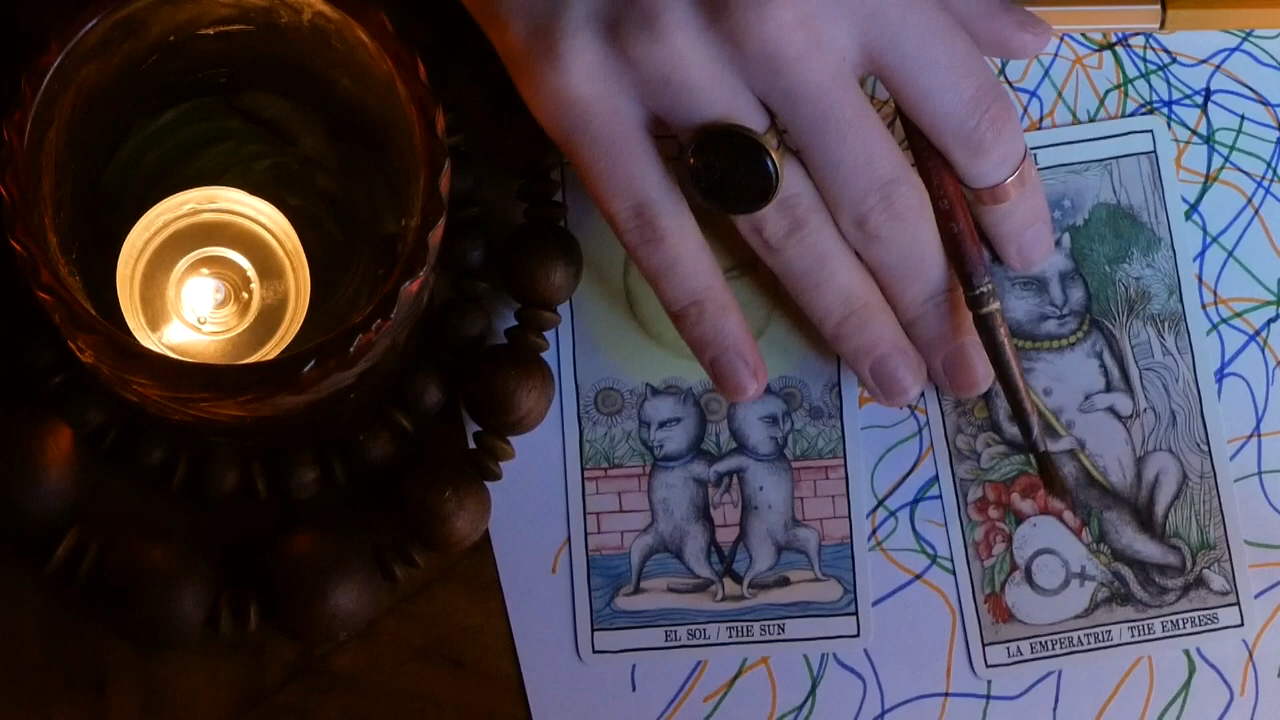 EL SOL / THE SUN
LA EMPERATRIZ / THE EMPRESS